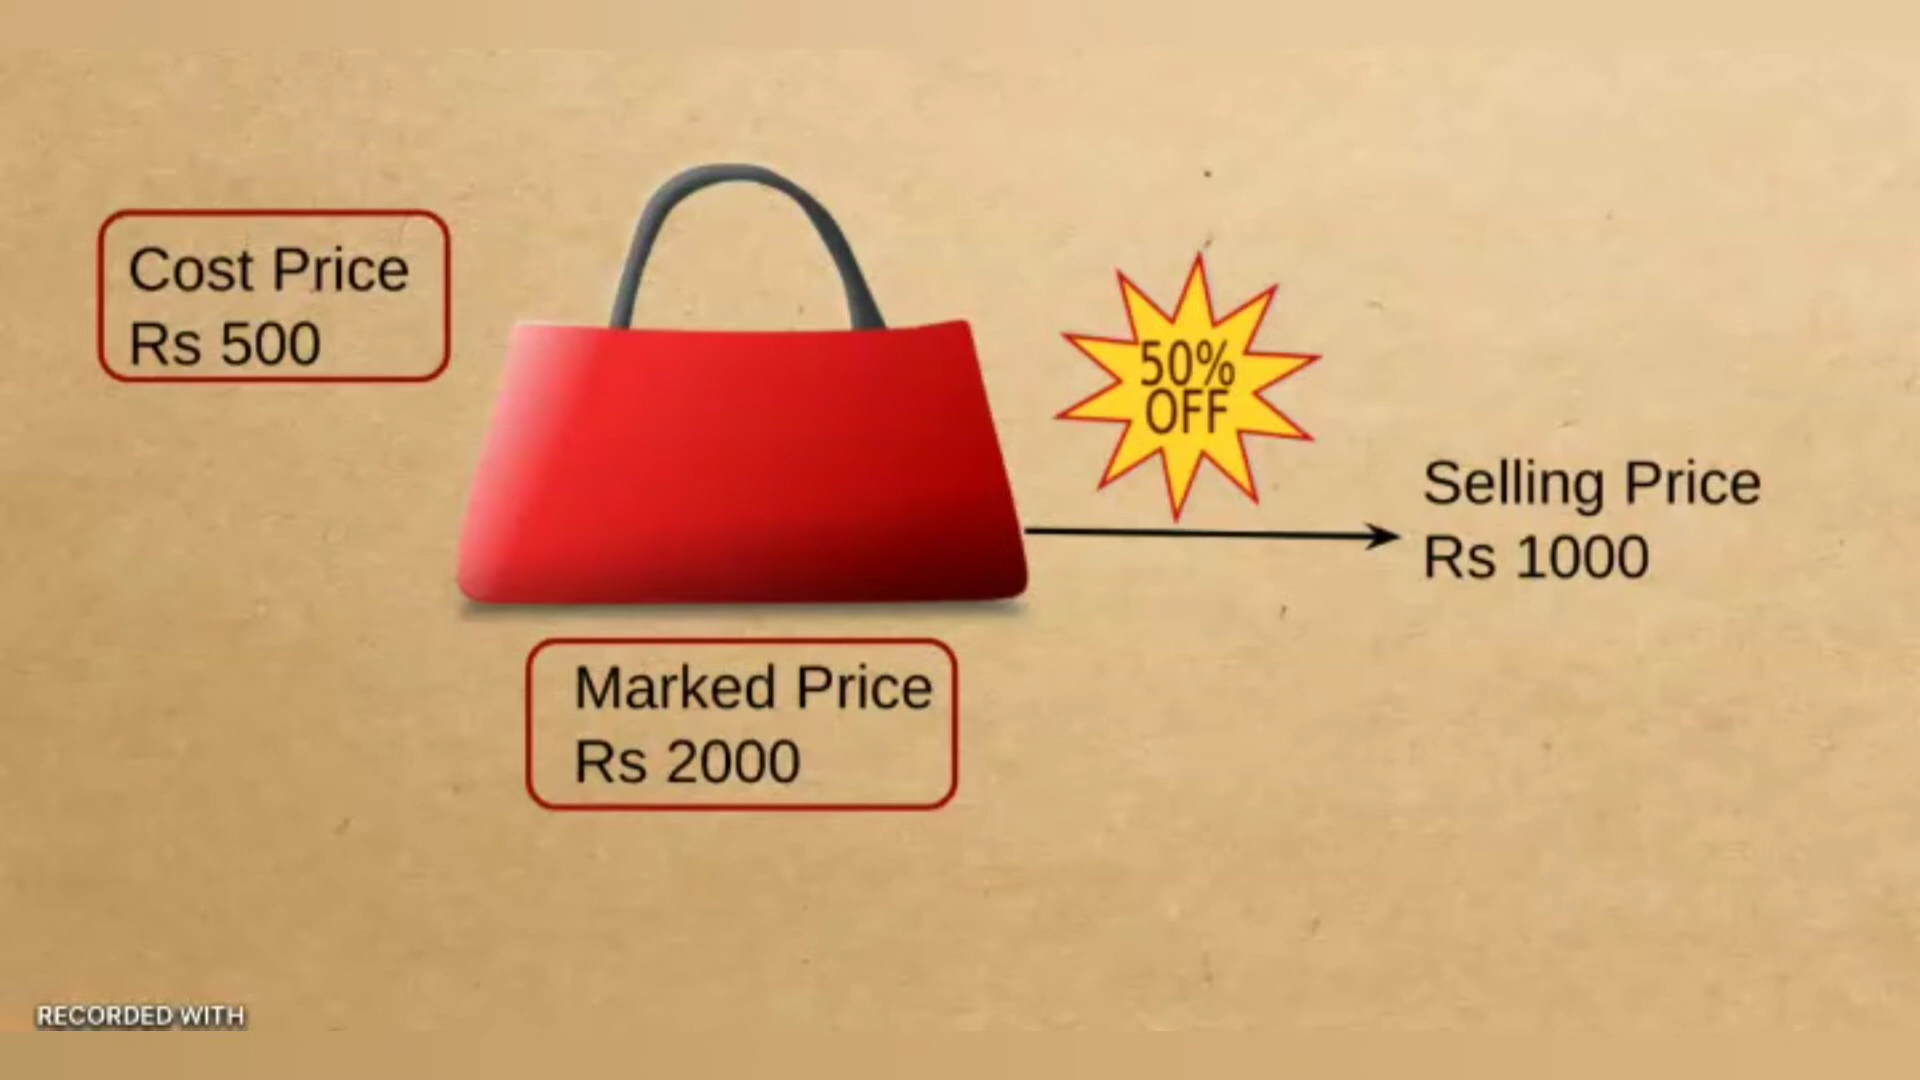 Cost Price
Rs 500
50%
OFF
Selling Price
Rs 1000
Marked Price
Rs 2000
RECORDED WITH